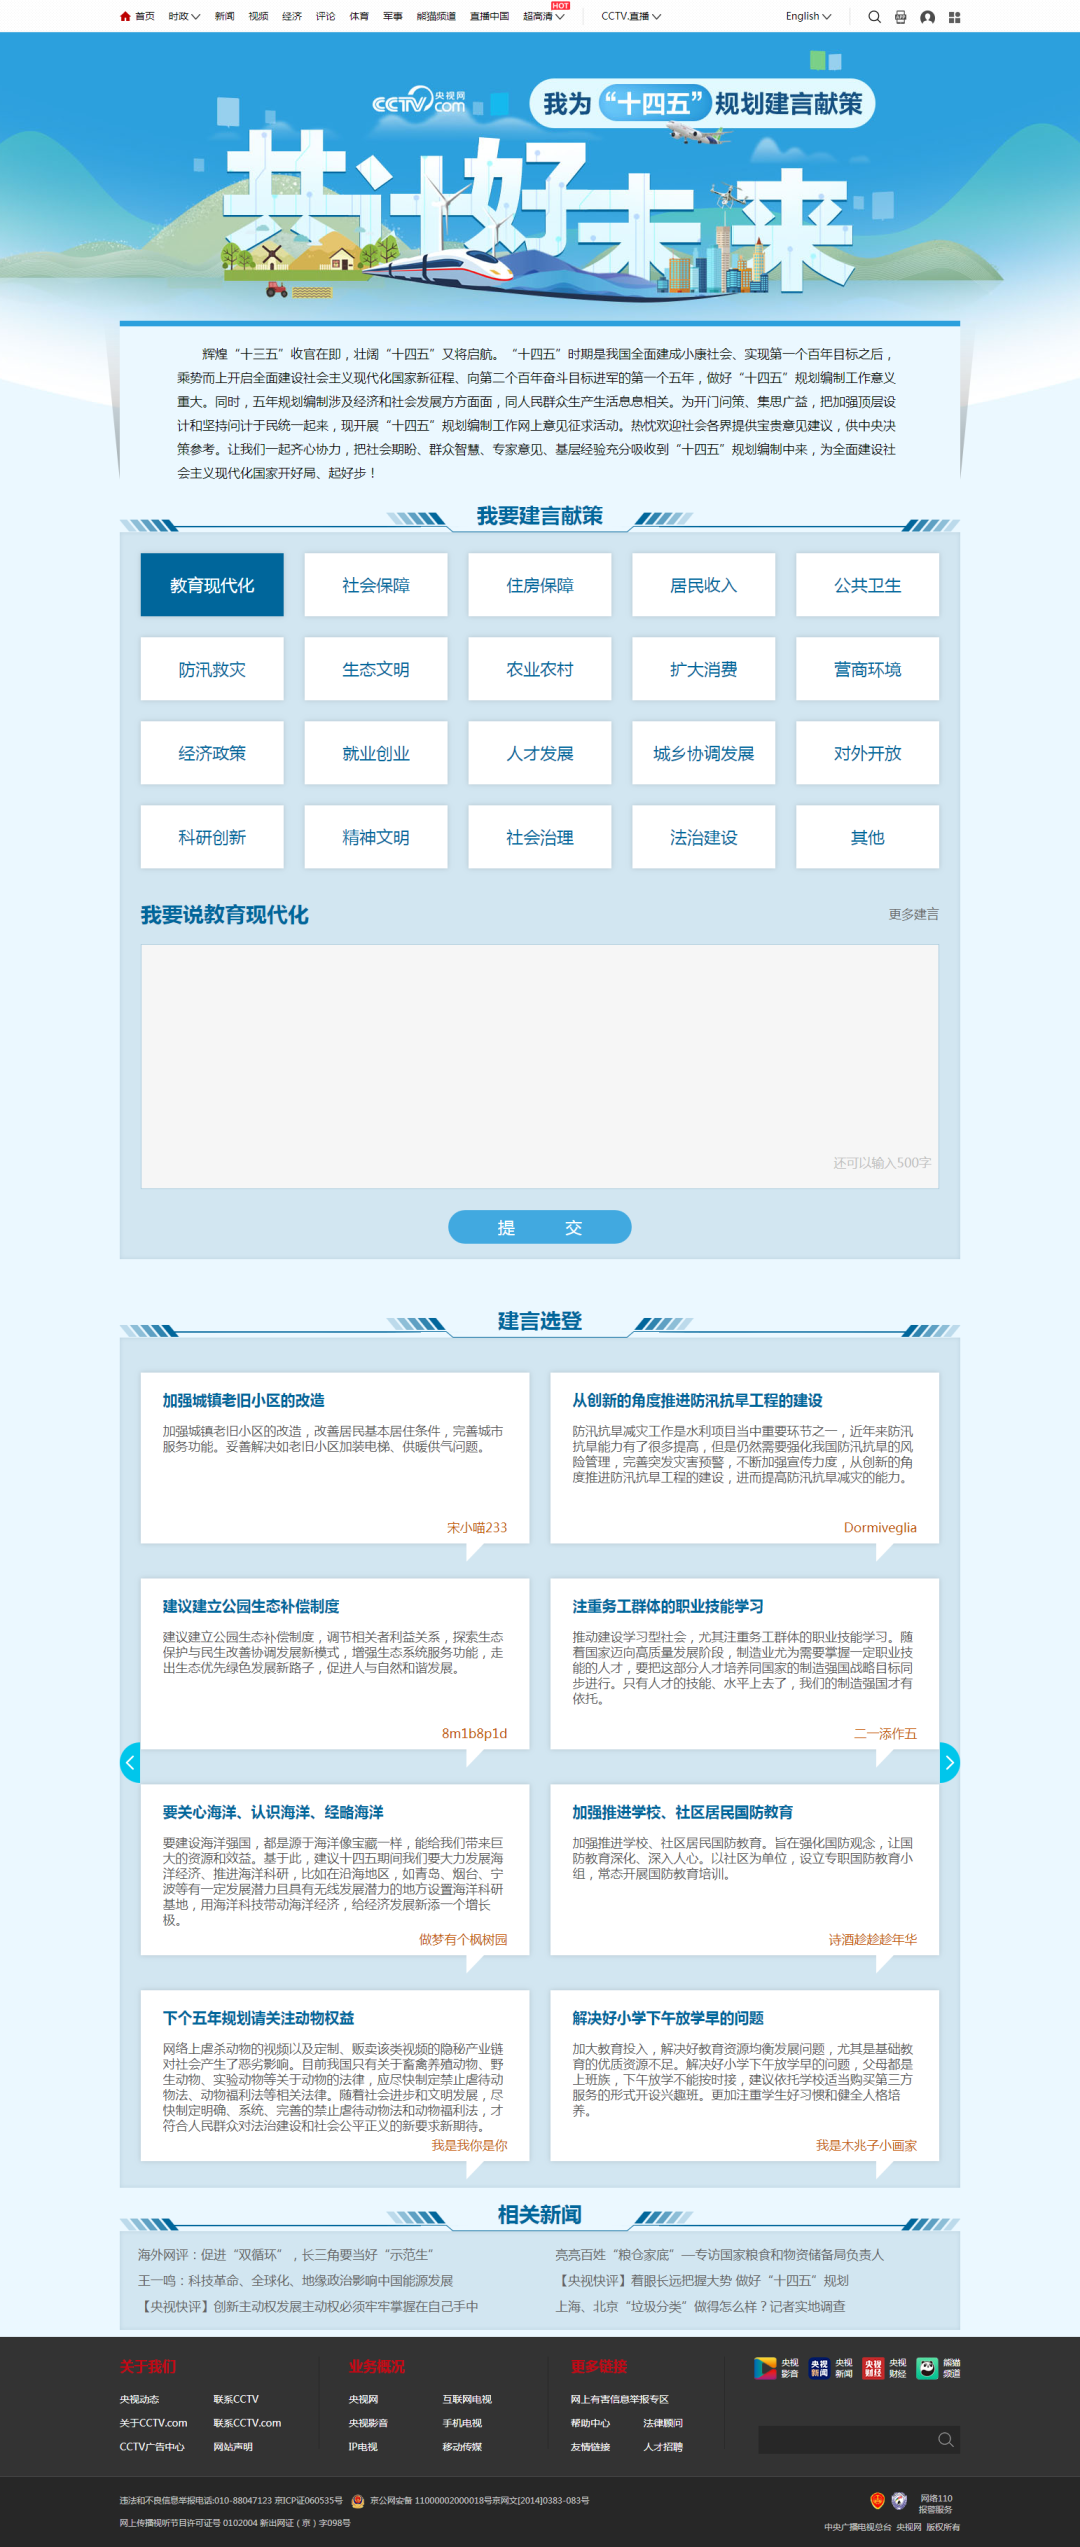 首页 时政 新闻 视频 经济 评论 体育 军事 熊猫频道 直播中国 超高清 HOT CCTV.直播 English
CCTV.com 央视网
我为“十四五”规划建言献策
共计好未来
辉煌“十三五”收官在即，壮阔“十四五”又将启航。“十四五”时期是我国全面建成小康社会、实现第一个百年目标之后，
乘势而上开启全面建设社会主义现代化国家新征程、向第二个百年奋斗目标进军的第一个五年，做好“十四五”规划编制工作意义
重大。同时，五年规划编制涉及经济和社会发展方方面面，同人民群众生产生活息息相关。为开门问策、集思广益，把加强顶层设
计和坚持问计于民统一起来，现开展“十四五”规划编制工作网上意见征求活动。热忱欢迎社会各界提供宝贵意见建议，供中央决
策参考。让我们一起齐心协力，把社会期盼、群众智慧、专家意见、基层经验充分吸收到“十四五”规划编制中来，为全面建设社
会主义现代化国家开好局、起好步！
我要建言献策
教育现代化 社会保障 住房保障 居民收入 公共卫生
防汛救灾 生态文明 农业农村 扩大消费 营商环境
经济政策 就业创业 人才发展 城乡协调发展 对外开放
科研创新 精神文明 社会治理 法治建设 其他
我要说教育现代化 更多建言
还可以输入500字
提 交
建言选登
加强城镇老旧小区的改造
加强城镇老旧小区的改造，改善居民基本居住条件，完善城市
服务功能。妥善解决如老旧小区加装电梯、供暖供气问题。
宋小喵233
从创新的角度推进防汛抗旱工程的建设
防汛抗旱减灾工作是水利项目当中重要环节之一，近年来防汛
抗旱能力有了很多提高，但是仍然需要强化我国防汛抗旱的风
险管理，完善突发灾害预警，不断加强宣传力度，从创新的角
度推进防汛抗旱工程的建设，进而提高防汛抗旱减灾的能力。
Dormiveglia
建议建立公园生态补偿制度
建议建立公园生态补偿制度，调节相关者利益关系，探索生态
保护与民生改善协调发展新模式，增强生态系统服务功能，走
出生态优先绿色发展新路子，促进人与自然和谐发展。
8m1b8p1d
注重务工群体的职业技能学习
推动建设学习型社会，尤其注重务工群体的职业技能学习。随
着国家迈向高质量发展阶段，制造业尤为需要掌握一定职业技
能的人才，要把这部分人才培养同国家的制造强国战略目标同
步进行。只有人才的技能、水平上去了，我们的制造强国才有
依托。
二一添作五
要关心海洋、认识海洋、经略海洋
要建设海洋强国，都是源于海洋像宝藏一样，能给我们带来巨
大的资源和效益。基于此，建议十四五期间我们要大力发展海
洋经济、推进海洋科研，比如在沿海地区，如青岛、烟台、宁
波等有一定发展潜力且具有无线发展潜力的地方设置海洋科研
基地，用海洋科技带动海洋经济，给经济发展新添一个增长
极。
做梦有个枫树园
加强推进学校、社区居民国防教育
加强推进学校、社区居民国防教育。旨在强化国防观念，让国
防教育深化、深入人心。以社区为单位，设立专职国防教育小
组，常态开展国防教育培训。
诗酒趁趁趁年华
下个五年规划请关注动物权益
网络上虐杀动物的视频以及定制、贩卖该类视频的隐秘产业链
对社会产生了恶劣影响。目前我国只有关于畜禽养殖动物、野
生动物、实验动物等关于动物的法律，应尽快制定禁止虐待动
物法、动物福利法等相关法律。随着社会进步和文明发展，尽
快制定明确、系统、完善的禁止虐待动物法和动物福利法，才
符合人民群众对法治建设和社会公平正义的新要求新期待。
我是我你是你
解决好小学下午放学早的问题
加大教育投入，解决好教育资源均衡发展问题，尤其是基础教
育的优质资源不足。解决好小学下午放学早的问题，父母都是
上班族，下午放学不能按时接，建议依托学校适当购买第三方
服务的形式开设兴趣班。更加注重学生好习惯和健全人格培
养。
我是木兆子小画家
相关新闻
海外网评：促进“双循环”，长三角要当好“示范生” 亮亮百姓“粮仓家底”—专访国家粮食和物资储备局负责人
王一鸣：科技革命、全球化、地缘政治影响中国能源发展 【央视快评】着眼长远把握大势 做好“十四五”规划
【央视快评】创新主动权发展主动权必须牢牢掌握在自己手中 上海、北京“垃圾分类”做得怎么样？记者实地调查
关于我们 业务概况 更多链接
央视影音 央视新闻 央视财经 熊猫频道
央视动态 联系CCTV 央视网 互联网电视 网上有害信息举报专区
关于CCTV.com 联系CCTV.com 央视影音 手机电视 帮助中心 法律顾问
CCTV广告中心 网站声明 IP电视 移动传媒 友情链接 人才招聘
违法和不良信息举报电话:010-88047123 京ICP证060535号 京公网安备 11000002000018号京网文[2014]0383-083号
网络110
报警服务
网上传播视听节目许可证号 0102004 新出网证（京）字098号
中央广播电视总台 央视网 版权所有